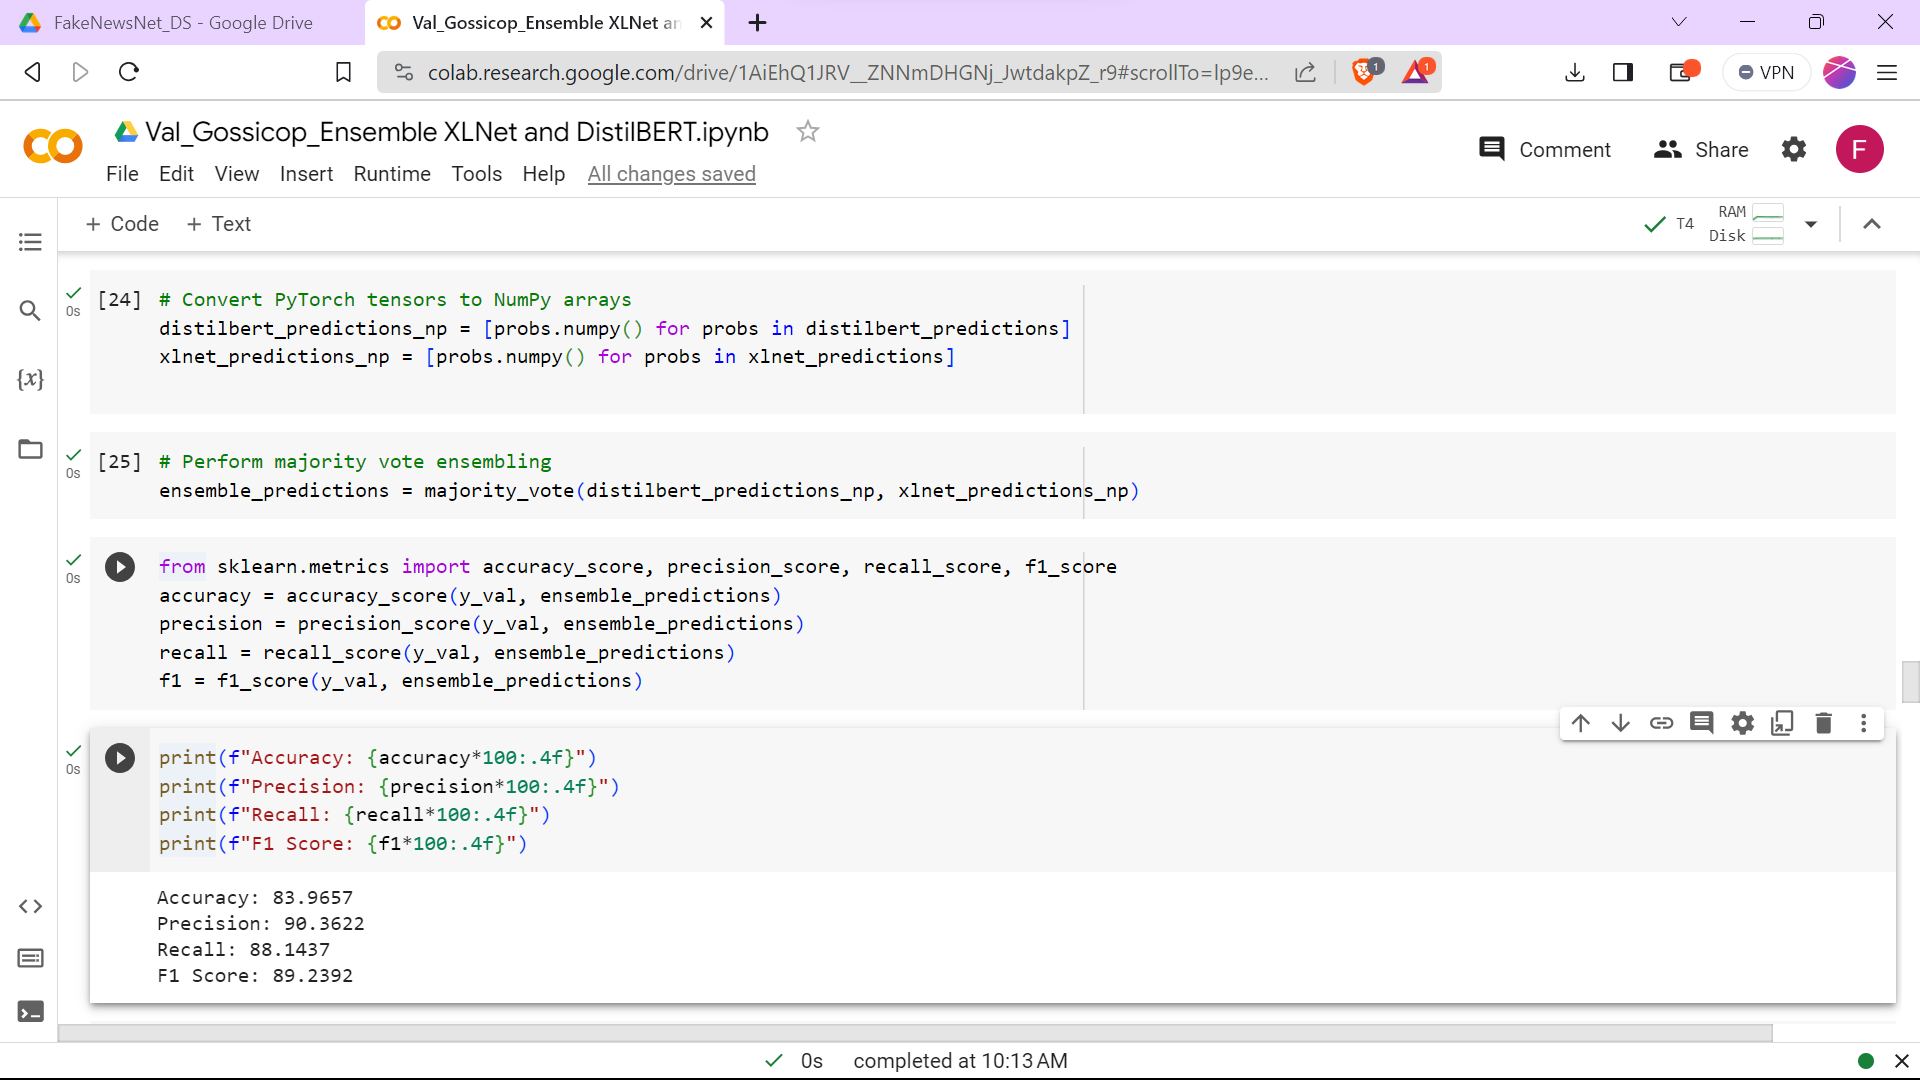 FakeNewsNet_DS - Google Drive
Val_Gossicop_Ensemble XLNet an
colab.research.google.com/drive/1AiEhQ1JRV__ZNNmDHGNj_JwtdakpZ_r9#scrollTo=lp9e...
1
1
VPN
Val_Gossicop_Ensemble XLNet and DistilBERT.ipynb
Comment
Share
F
File Edit View Insert Runtime Tools Help All changes saved
+ Code + Text
T4
RAM
Disk
{x}
0s
[24]
# Convert PyTorch tensors to NumPy arrays
distilbert_predictions_np = [probs.numpy() for probs in distilbert_predictions]
xlnet_predictions_np = [probs.numpy() for probs in xlnet_predictions]
0s
[25]
# Perform majority vote ensembling
ensemble_predictions = majority_vote(distilbert_predictions_np, xlnet_predictions_np)
0s
from sklearn.metrics import accuracy_score, precision_score, recall_score, f1_score
accuracy = accuracy_score(y_val, ensemble_predictions)
precision = precision_score(y_val, ensemble_predictions)
recall = recall_score(y_val, ensemble_predictions)
f1 = f1_score(y_val, ensemble_predictions)
0s
print(f"Accuracy: {accuracy*100:.4f}")
print(f"Precision: {precision*100:.4f}")
print(f"Recall: {recall*100:.4f}")
print(f"F1 Score: {f1*100:.4f}")
Accuracy: 83.9657
Precision: 90.3622
Recall: 88.1437
F1 Score: 89.2392
0s completed at 10:13 AM